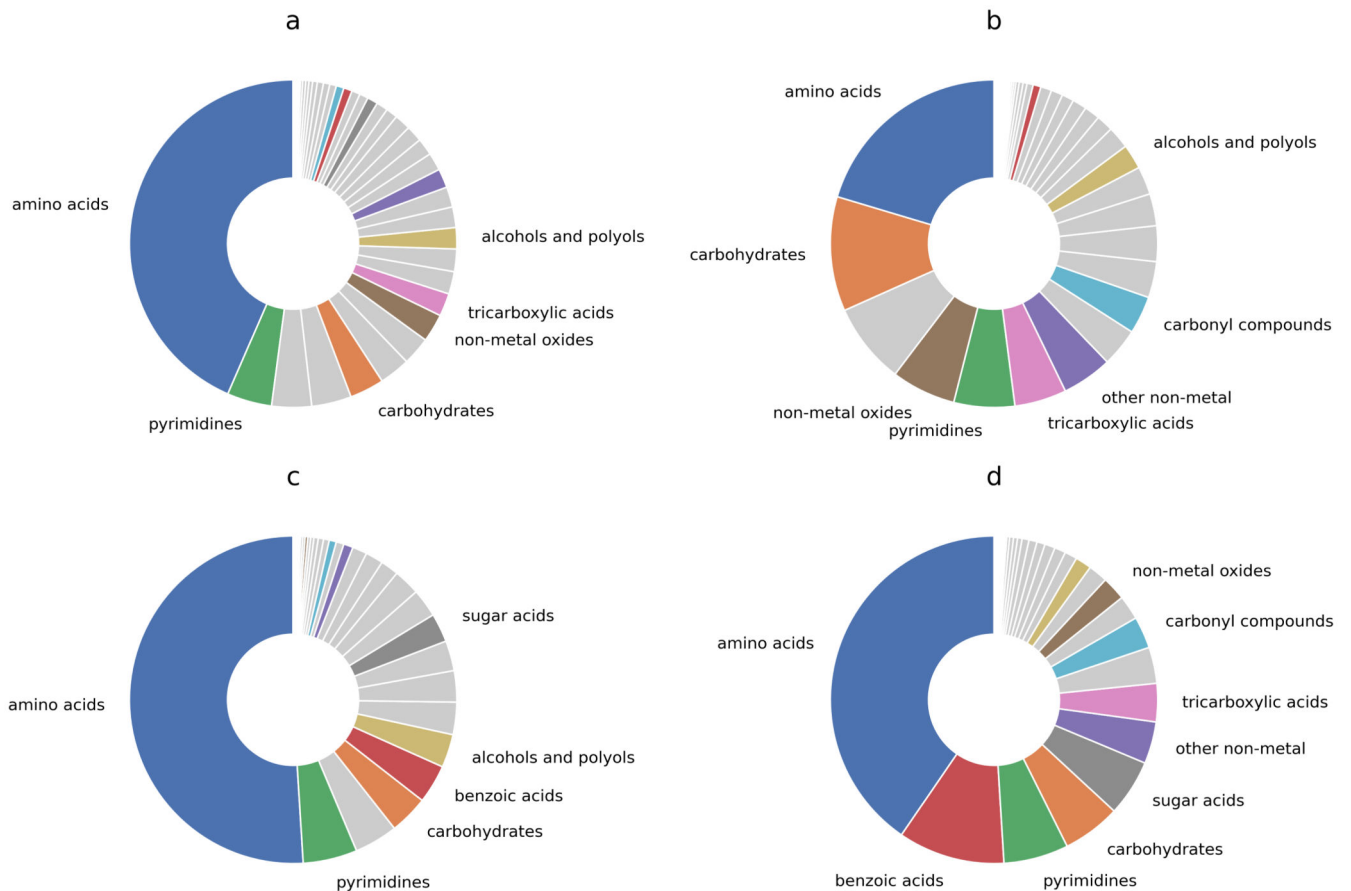 a
amino acids
alcohols and polyols
tricarboxylic acids
non-metal oxides
carbohydrates
pyrimidines
b
amino acids
alcohols and polyols
carbohydrates
carbonyl compounds
other non-metal
non-metal oxides
tricarboxylic acids
pyrimidines
c
sugar acids
amino acids
alcohols and polyols
benzoic acids
carbohydrates
pyrimidines
d
non-metal oxides
carbonyl compounds
amino acids
tricarboxylic acids
other non-metal
sugar acids
carbohydrates
benzoic acids
pyrimidines